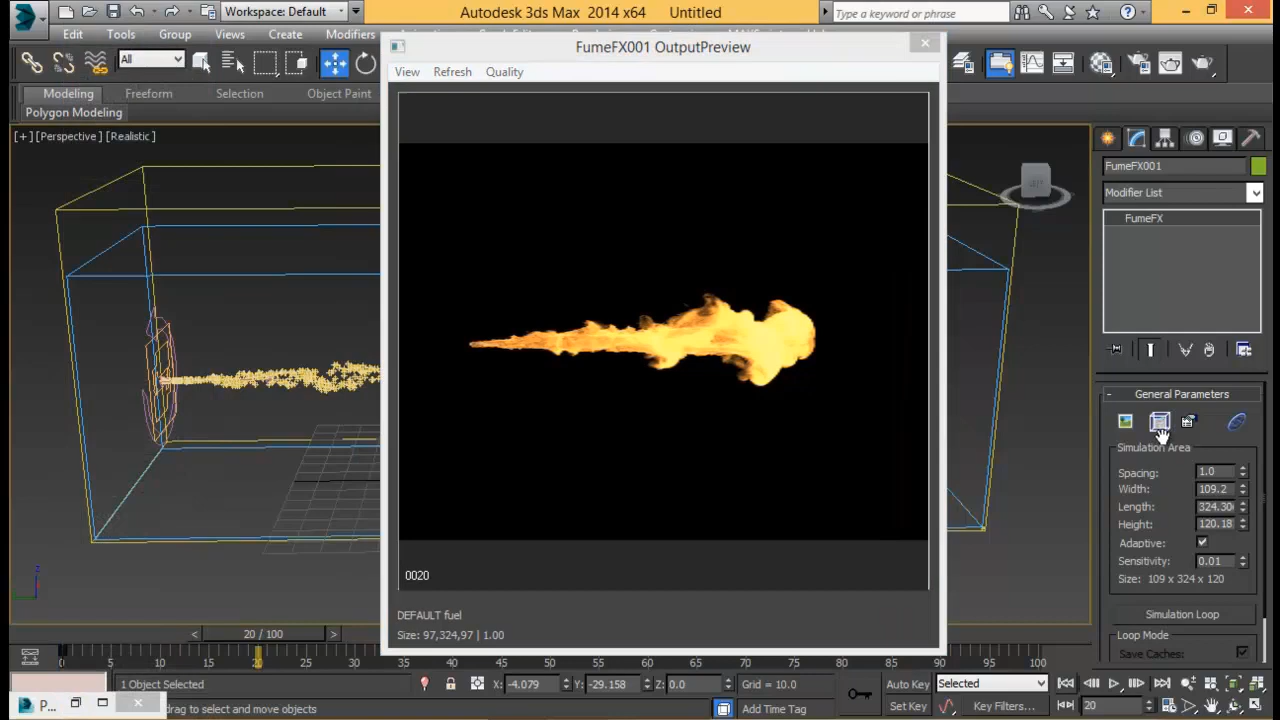 Workspace: Default
Autodesk 3ds Max 2014 x64 Untitled
Type a keyword or phrase
Edit Tools Group Views Create Modifiers
All
Modeling Freeform Selection Object Paint
Polygon Modeling
[+] [Perspective] [Realistic]
FumeFX001 OutputPreview
View Refresh Quality
0020
DEFAULT fuel
Size: 97,324,97 | 1.00
FumeFX001
Modifier List
FumeFX
- General Parameters
Simulation Area
Spacing: 1.0
Width: 109.2
Length: 324.30
Height: 120.18
Adaptive:
Sensitivity: 0.01
Size: 109 x 324 x 120
Simulation Loop
Loop Mode
Save Caches:
< 20 / 100 >
0 5 10 15 20 25 30 35 40 45 50 55 60 65 70 75 80 85 90 95 100
1 Object Selected X: -4.079 Y: -29.158 Z: 0.0 Grid = 10.0 Auto Key Selected
P... drag to select and move objects Add Time Tag Set Key Key Filters... 20